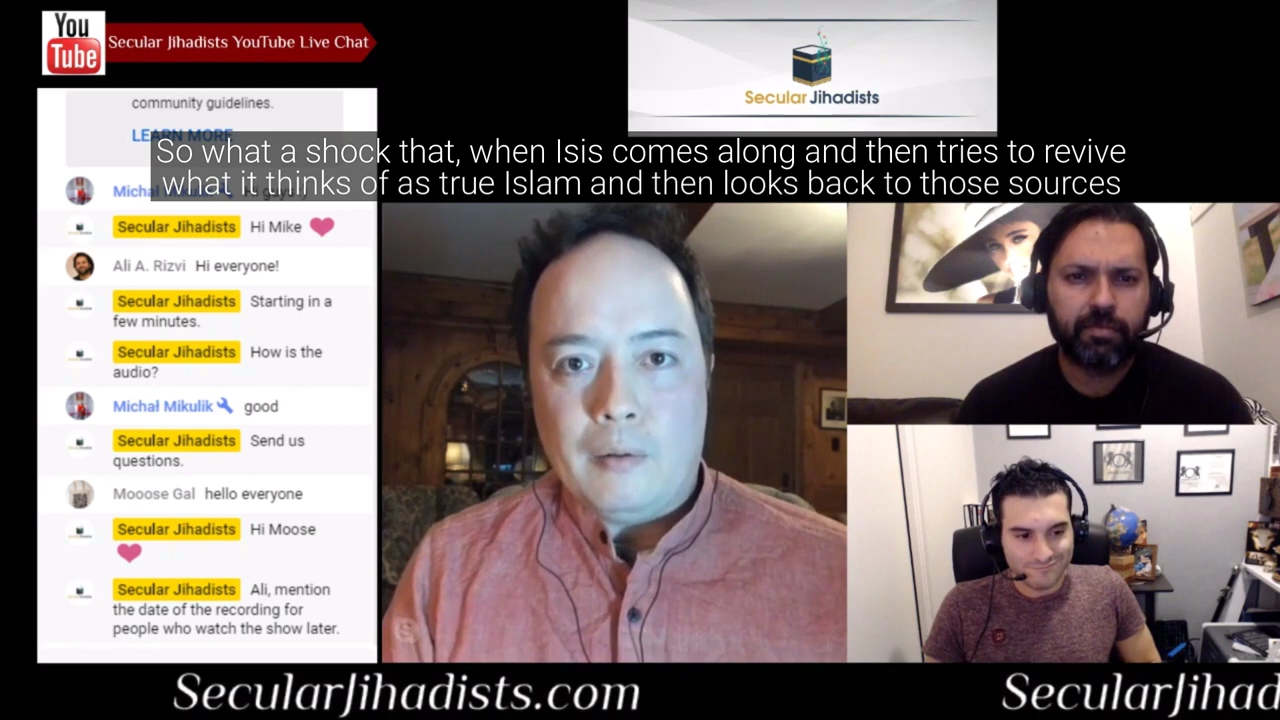 You
Tube
Secular Jihadists YouTube Live Chat
Secular Jihadists
community guidelines.
LEARN MORE
So what a shock that, when Isis comes along and then tries to revive
what it thinks of as true Islam and then looks back to those sources
Michał Mikulik
Secular Jihadists Hi Mike
Ali A. Rizvi Hi everyone!
Secular Jihadists Starting in a
few minutes.
Secular Jihadists How is the
audio?
Michał Mikulik good
Secular Jihadists Send us
questions.
Mooose Gal hello everyone
Secular Jihadists Hi Moose
Secular Jihadists Ali, mention
the date of the recording for
people who watch the show later.
SecularJihadists.com
SecularJihad